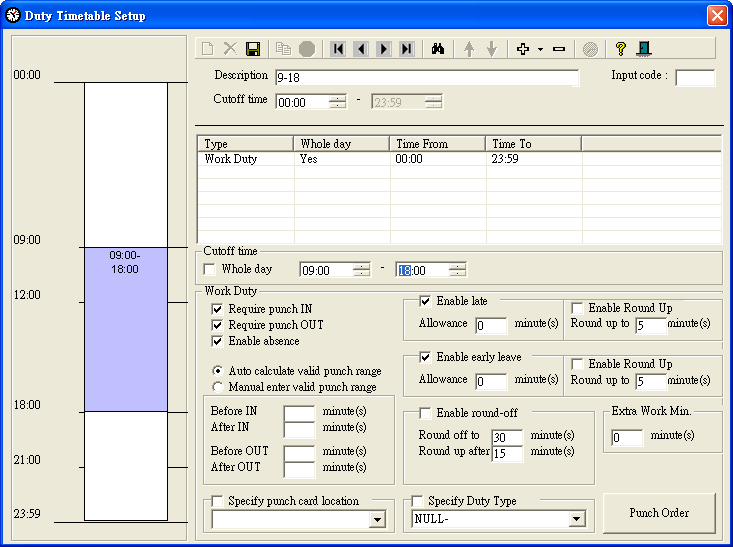 Duty Timetable Setup
Description 9-18 Input code :
Cutoff time 00:00 - 23:59
00:00
09:00
09:00-
18:00
12:00
18:00
21:00
23:59
Type Whole day Time From Time To
Work Duty Yes 00:00 23:59
Cutoff time
Whole day 09:00 - 18:00
Work Duty
Require punch IN
Require punch OUT
Enable absence
Auto calculate valid punch range
Manual enter valid punch range
Before IN minute(s)
After IN minute(s)
Before OUT minute(s)
After OUT minute(s)
Specify punch card location
Enable late
Allowance 0 minute(s)
Enable Round Up
Round up to 5 minute(s)
Enable early leave
Allowance 0 minute(s)
Enable Round Up
Round up to 5 minute(s)
Enable round-off
Round off to 30 minute(s)
Round up after 15 minute(s)
Extra Work Min.
0 minute(s)
Specify Duty Type
NULL-
Punch Order